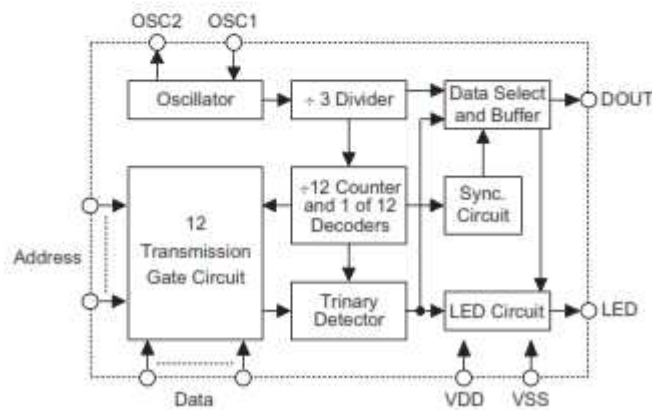 OSC2 OSC1
Oscillator
÷ 3 Divider
Data Select
and Buffer
DOUT
12
Transmission
Gate Circuit
÷12 Counter
and 1 of 12
Decoders
Sync.
Circuit
Address
Trinary
Detector
LED Circuit
LED
Data
VDD
VSS